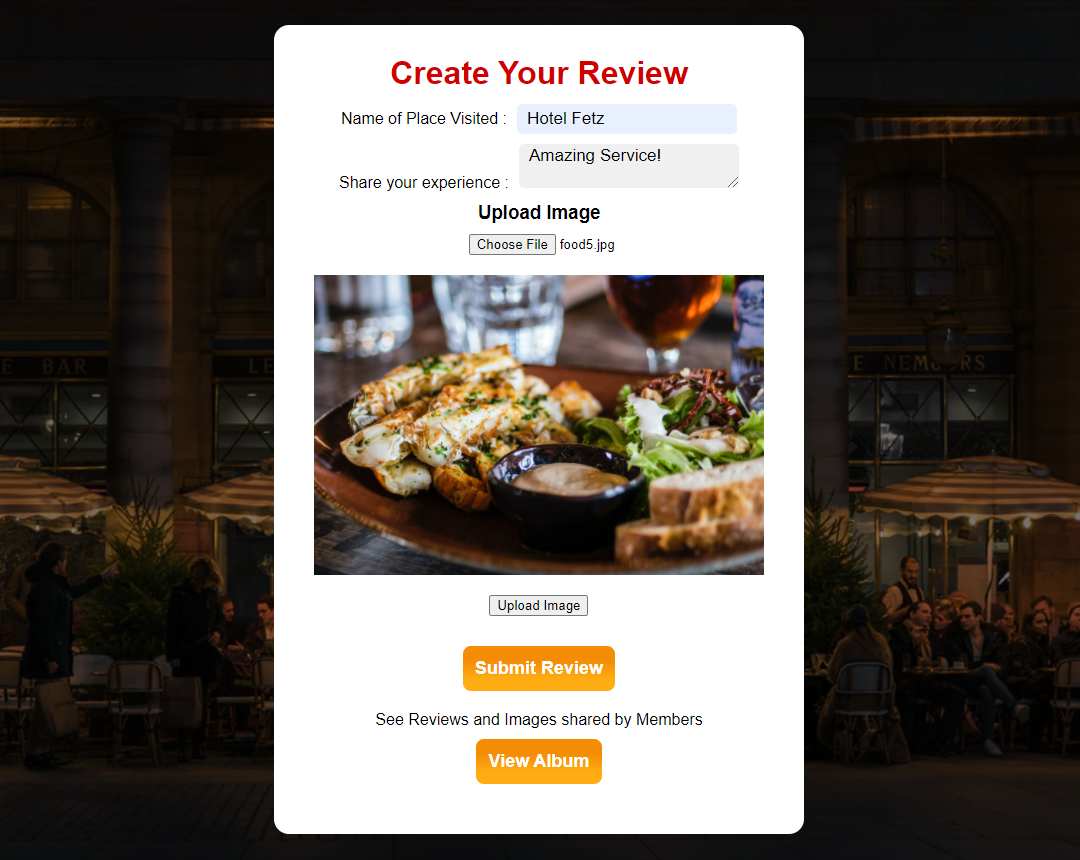 Create Your Review
Name of Place Visited : Hotel Fetz
Share your experience : Amazing Service!
Upload Image
Choose File food5.jpg
E BAR
LE
E NEMOURS
Upload Image
Submit Review
See Reviews and Images shared by Members
View Album